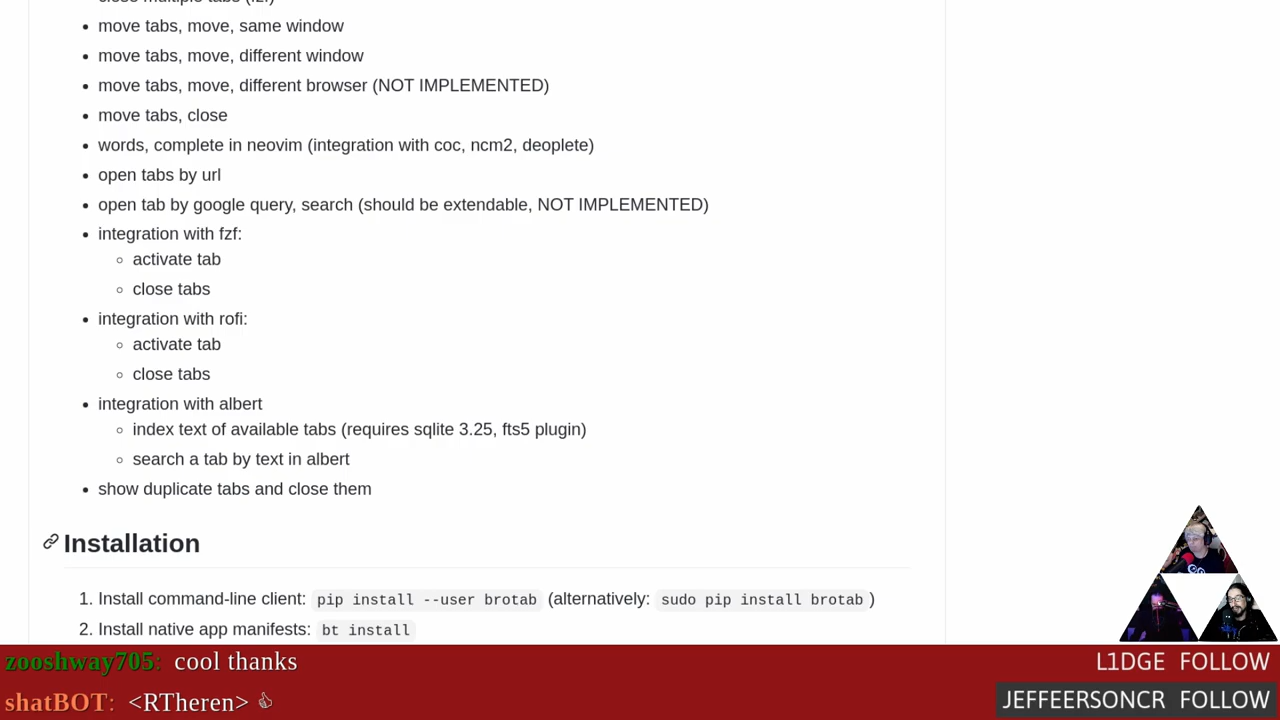 move tabs, move, same window
move tabs, move, different window
move tabs, move, different browser (NOT IMPLEMENTED)
move tabs, close
words, complete in neovim (integration with coc, ncm2, deoplete)
open tabs by url
open tab by google query, search (should be extendable, NOT IMPLEMENTED)
integration with fzf:
activate tab
close tabs
integration with rofi:
activate tab
close tabs
integration with albert
index text of available tabs (requires sqlite 3.25, fts5 plugin)
search a tab by text in albert
show duplicate tabs and close them
Installation
1. Install command-line client: pip install --user brotab (alternatively: sudo pip install brotab )
2. Install native app manifests: bt install
zooshway705: cool thanks
L1DGE FOLLOW
shatBOT: <RTheren> 👍
JEFFEERSONCR FOLLOW